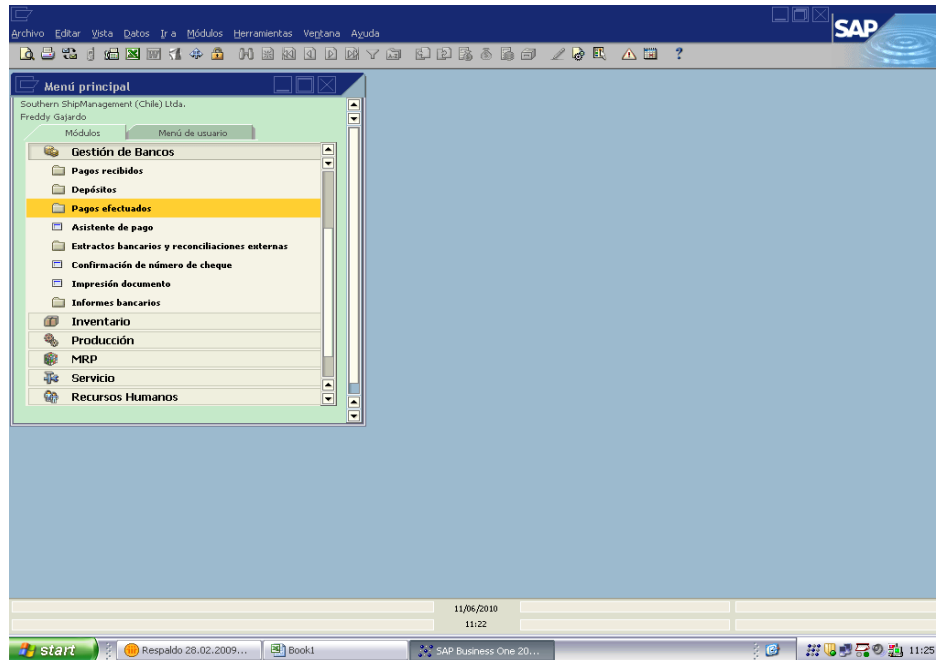 Archivo Editar Vista Datos Ir a Módulos Herramientas Ventana Ayuda
SAP
Menú principal
Southern ShipManagement (Chile) Ltda.
Freddy Gajardo
Módulos Menú de usuario
Gestión de Bancos
Pagos recibidos
Depósitos
Pagos efectuados
Asistente de pago
Extractos bancarios y reconciliaciones externas
Confirmación de número de cheque
Impresión documento
Informes bancarios
Inventario
Producción
MRP
Servicio
Recursos Humanos
11/06/2010
11:22
start Respaldo 28.02.2009... Book1 SAP Business One 20... 11:25